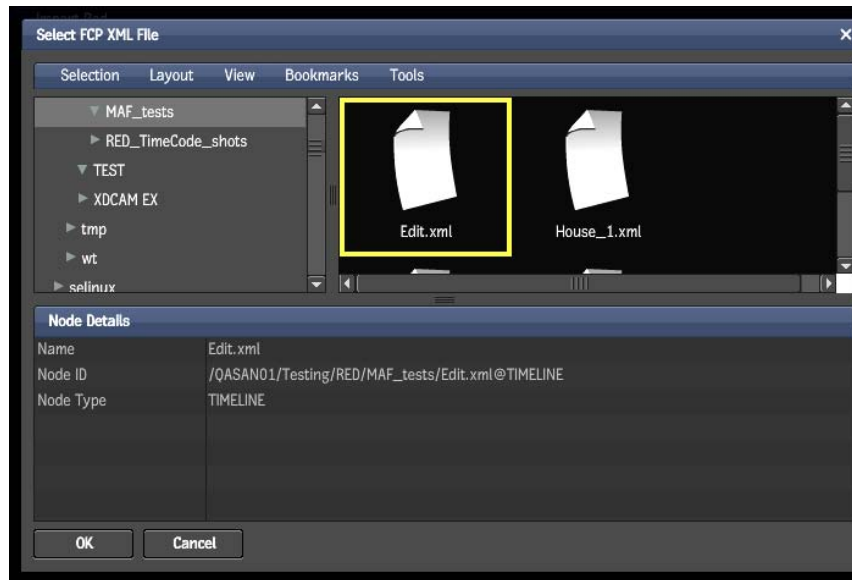 Select FCP XML File
Selection Layout View Bookmarks Tools
MAF_tests
RED_TimeCode_shots
TEST
XDCAM EX
tmp
wt
selinux
Edit.xml House_1.xml
Node Details
Name Edit.xml
Node ID /QASAN01/Testing/RED/MAF_tests/Edit.xml@TIMELINE
Node Type TIMELINE
OK Cancel